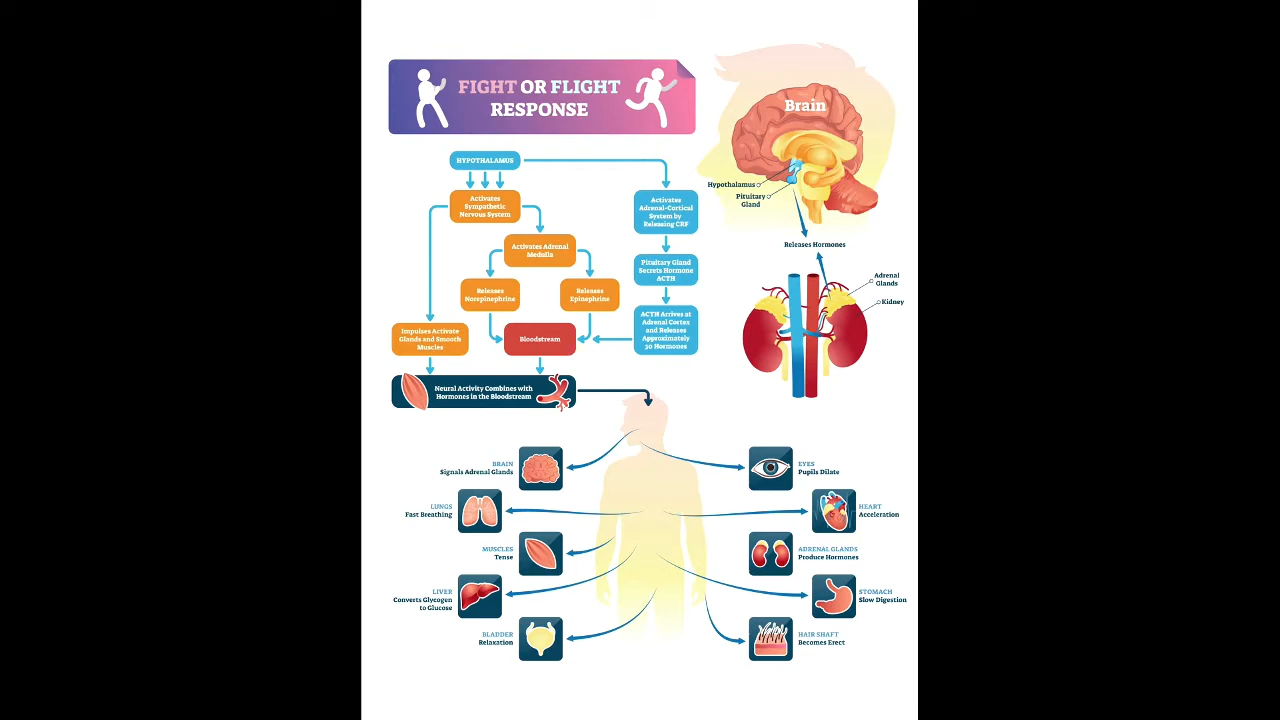 FIGHT OR FLIGHT
RESPONSE
Brain
Hypothalamus
Pituitary
Gland
Releases Hormones
Adrenal
Glands
Kidney
HYPOTHALAMUS
Activates
Sympathetic
Nervous System
Activates Adrenal
Medulla
Releases
Norepinephrine
Releases
Epinephrine
Impulses Activate
Glands and Smooth
Muscles
Bloodstream
Activates
Adrenal-Cortical
System by
Releasing CRF
Pituitary Gland
Secrets Hormone
ACTH
ACTH Arrives at
Adrenal Cortex
and Releases
Approximately
30 Hormones
Neural Activity Combines with
Hormones in the Bloodstream
BRAIN
Signals Adrenal Glands
EYES
Pupils Dilate
LUNGS
Fast Breathing
HEART
Acceleration
MUSCLES
Tense
ADRENAL GLANDS
Produce Hormones
LIVER
Converts Glycogen
to Glucose
STOMACH
Slow Digestion
BLADDER
Relaxation
HAIR SHAFT
Becomes Erect